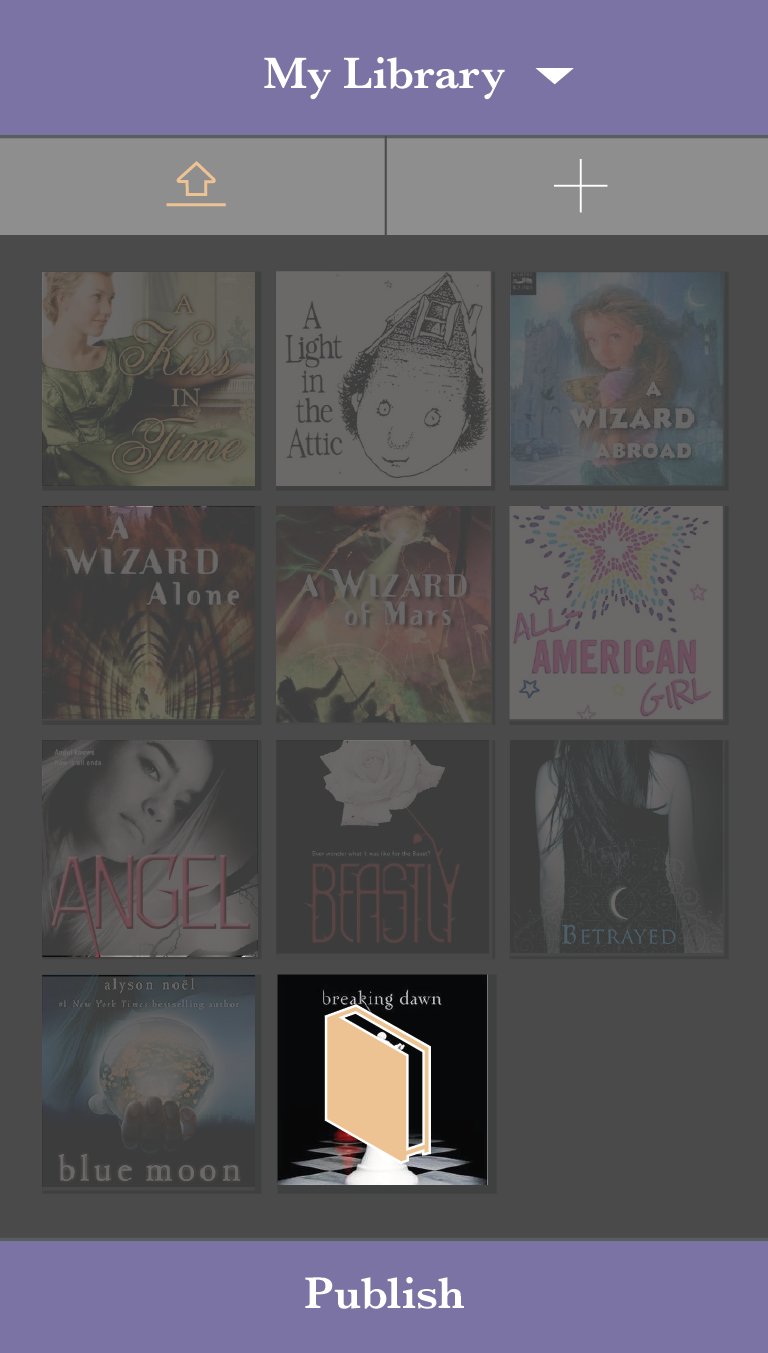 My Library
A
Kiss
IN
Time
A
Light
in
the
Attic
A
WIZARD
ABROAD
A
WIZARD
Alone
A WIZARD
of Mars
ALL-
AMERICAN
GIRL
ANGEL
Ever wonder what it was like for the Beast?
BEASTLY
BETRAYED
alyson noël
#1 New York Times bestselling author
blue moon
breaking dawn
Publish